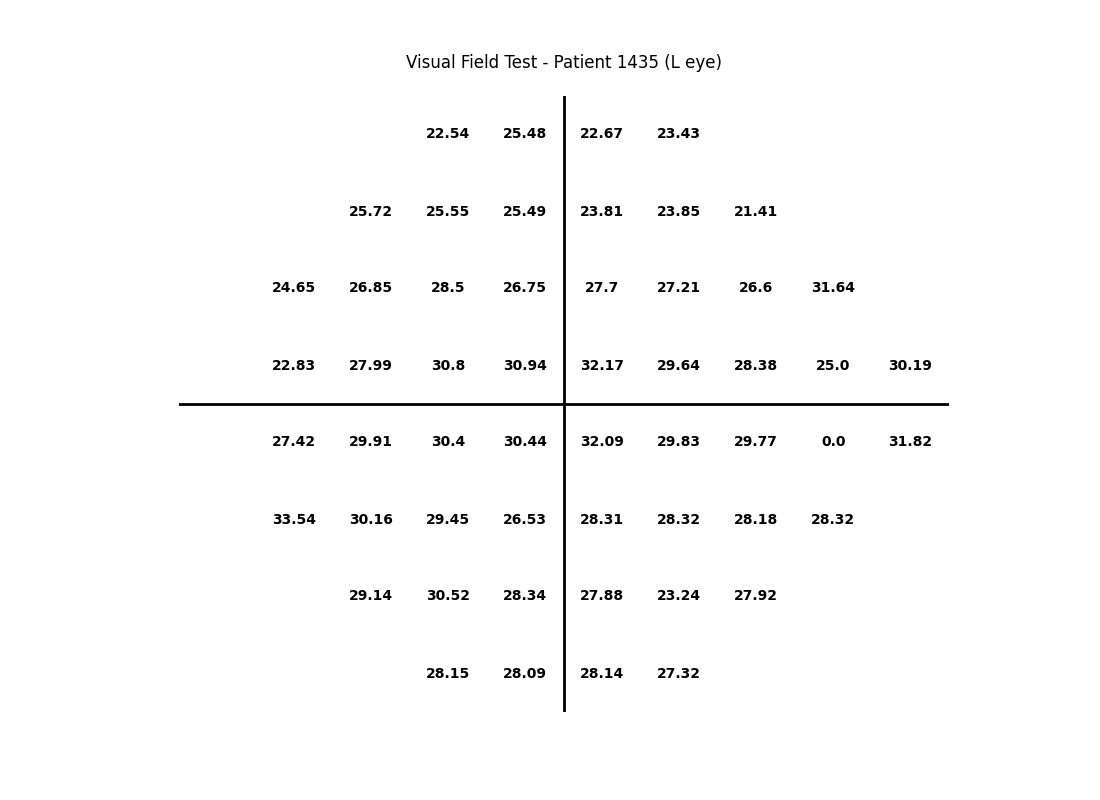 Visual Field Test - Patient 1435 (L eye)
22.54 25.48 22.67 23.43
25.72 25.55 25.49 23.81 23.85 21.41
24.65 26.85 28.5 26.75 27.7 27.21 26.6 31.64
22.83 27.99 30.8 30.94 32.17 29.64 28.38 25.0 30.19
27.42 29.91 30.4 30.44 32.09 29.83 29.77 0.0 31.82
33.54 30.16 29.45 26.53 28.31 28.32 28.18 28.32
29.14 30.52 28.34 27.88 23.24 27.92
28.15 28.09 28.14 27.32